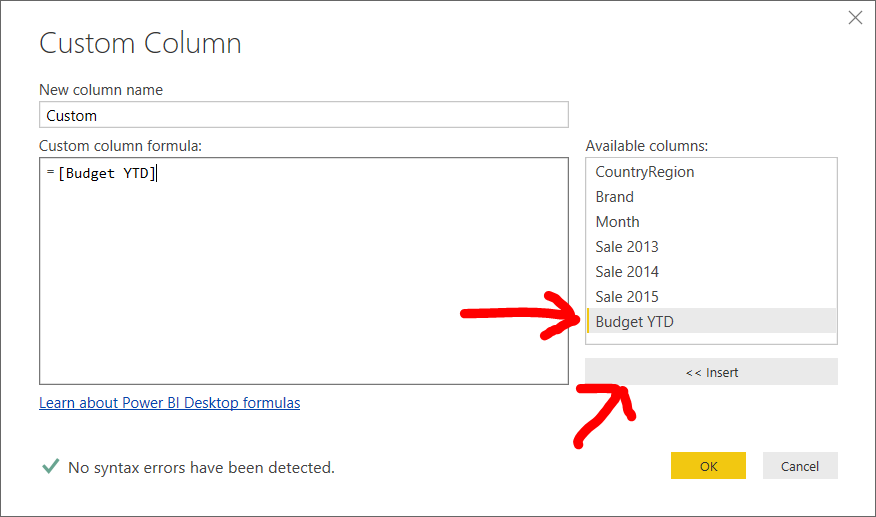 Custom Column
New column name
Custom
Custom column formula:
= [Budget YTD]
Available columns:
CountryRegion
Brand
Month
Sale 2013
Sale 2014
Sale 2015
Budget YTD
<< Insert
Learn about Power BI Desktop formulas
No syntax errors have been detected.
OK
Cancel